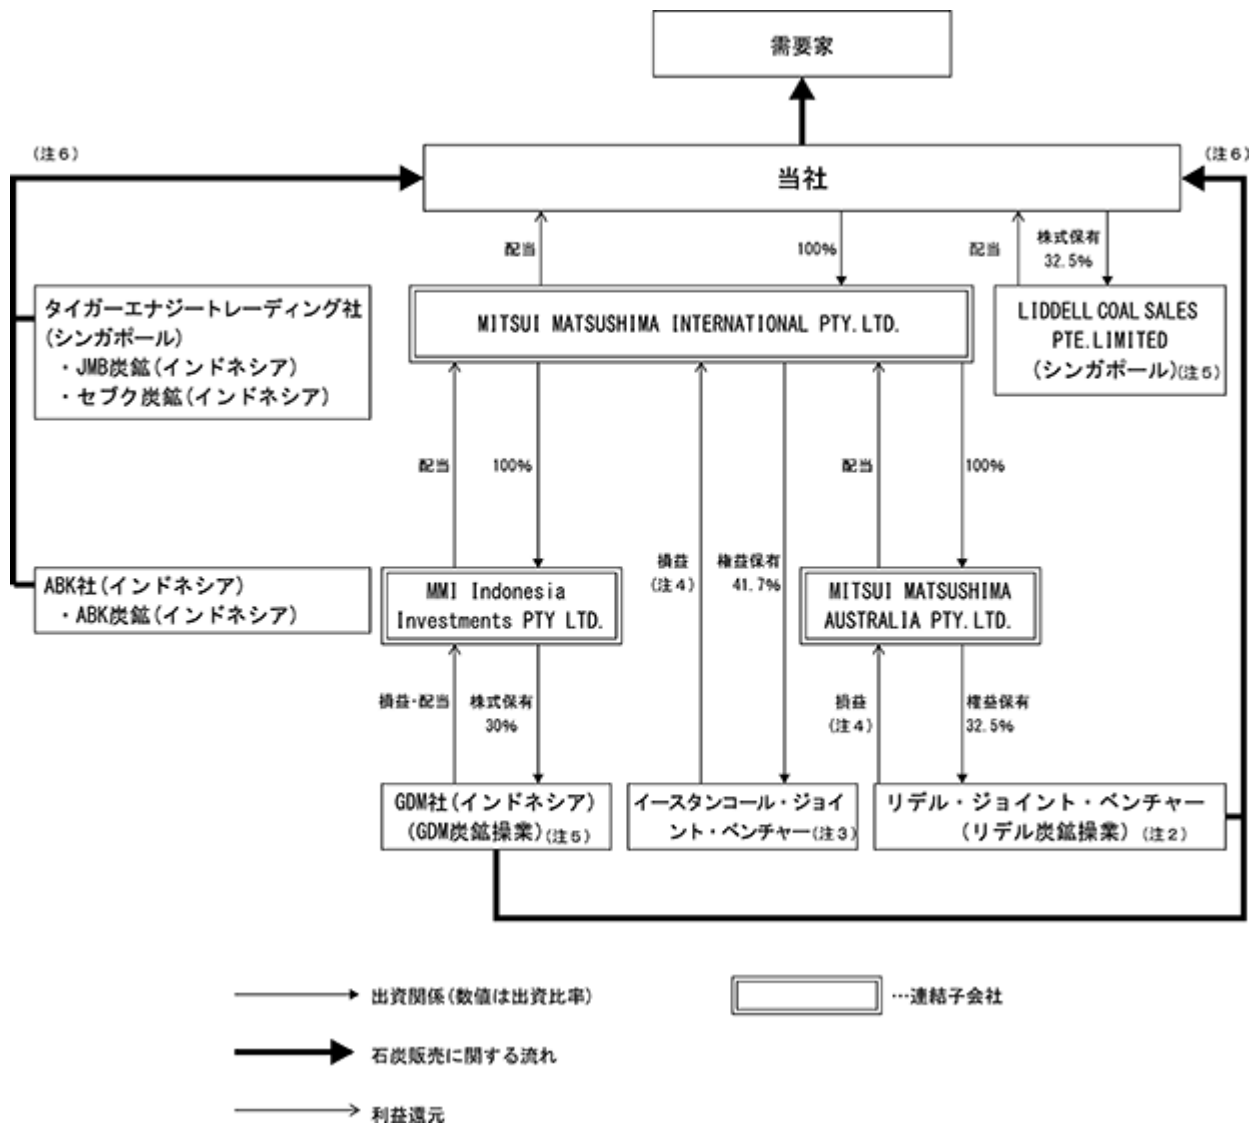 需要家
(注6)
(注6)
当社
配当
100%
配当
株式保有
32.5%
タイガーエナジートレーディング社
(シンガポール)
・JMB炭鉱(インドネシア)
・セブク炭鉱(インドネシア)
MITSUI MATSUSHIMA INTERNATIONAL PTY.LTD.
LIDDELL COAL SALES
PTE.LIMITED
(シンガポール)(注5)
配当
100%
配当
100%
損益
(注4)
権益保有
41.7%
ABK社(インドネシア)
・ABK炭鉱(インドネシア)
MMI Indonesia
Investments PTY LTD.
MITSUI MATSUSHIMA
AUSTRALIA PTY.LTD.
損益・配当
株式保有
30%
損益
(注4)
権益保有
32.5%
GDM社(インドネシア)
(GDM炭鉱操業)(注5)
イースタンコール・ジョイ
ント・ベンチャー(注3)
リデル・ジョイント・ベンチャー
(リデル炭鉱操業)(注2)
出資関係(数値は出資比率)
…連結子会社
石炭販売に関する流れ
利益還元